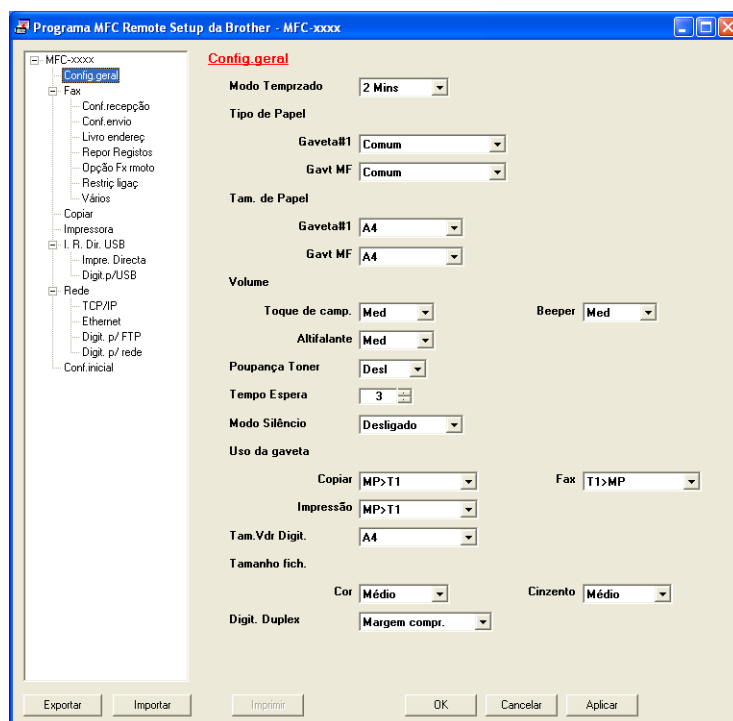 Programa MFC Remote Setup da Brother - MFC-xxxx
MFC-xxxx
Config.geral
Fax
Conf.recepção
Conf.envio
Livro endereç
Repor Registos
Opção Fx rmoto
Restriç ligaç
Vários
Copiar
Impressora
I. R. Dir. USB
Impre. Directa
Digit.p/USB
Rede
TCP/IP
Ethernet
Digit. p/ FTP
Digit. p/ rede
Conf.inicial
Config.geral
Modo Temprzado 2 Mins
Tipo de Papel
Gaveta#1 Comum
Gavt MF Comum
Tam. de Papel
Gaveta#1 A4
Gavt MF A4
Volume
Toque de camp. Med Beeper Med
Altifalante Med
Poupança Toner Desl
Tempo Espera 3
Modo Silêncio Desligado
Uso da gaveta
Copiar MP>T1 Fax T1>MP
Impressão MP>T1
Tam.Vdr Digit. A4
Tamanho fich.
Cor Médio Cinzento Médio
Digit. Duplex Margem compr.
Exportar Importar Imprimir OK Cancelar Aplicar